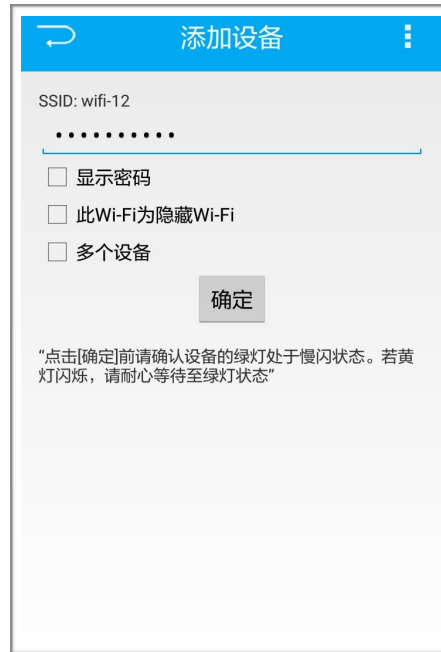 添加设备
SSID: wifi-12
••••••••••
显示密码
此Wi-Fi为隐藏Wi-Fi
多个设备
确定
“点击[确定]前请确认设备的绿灯处于慢闪状态。若黄
灯闪烁，请耐心等待至绿灯状态”